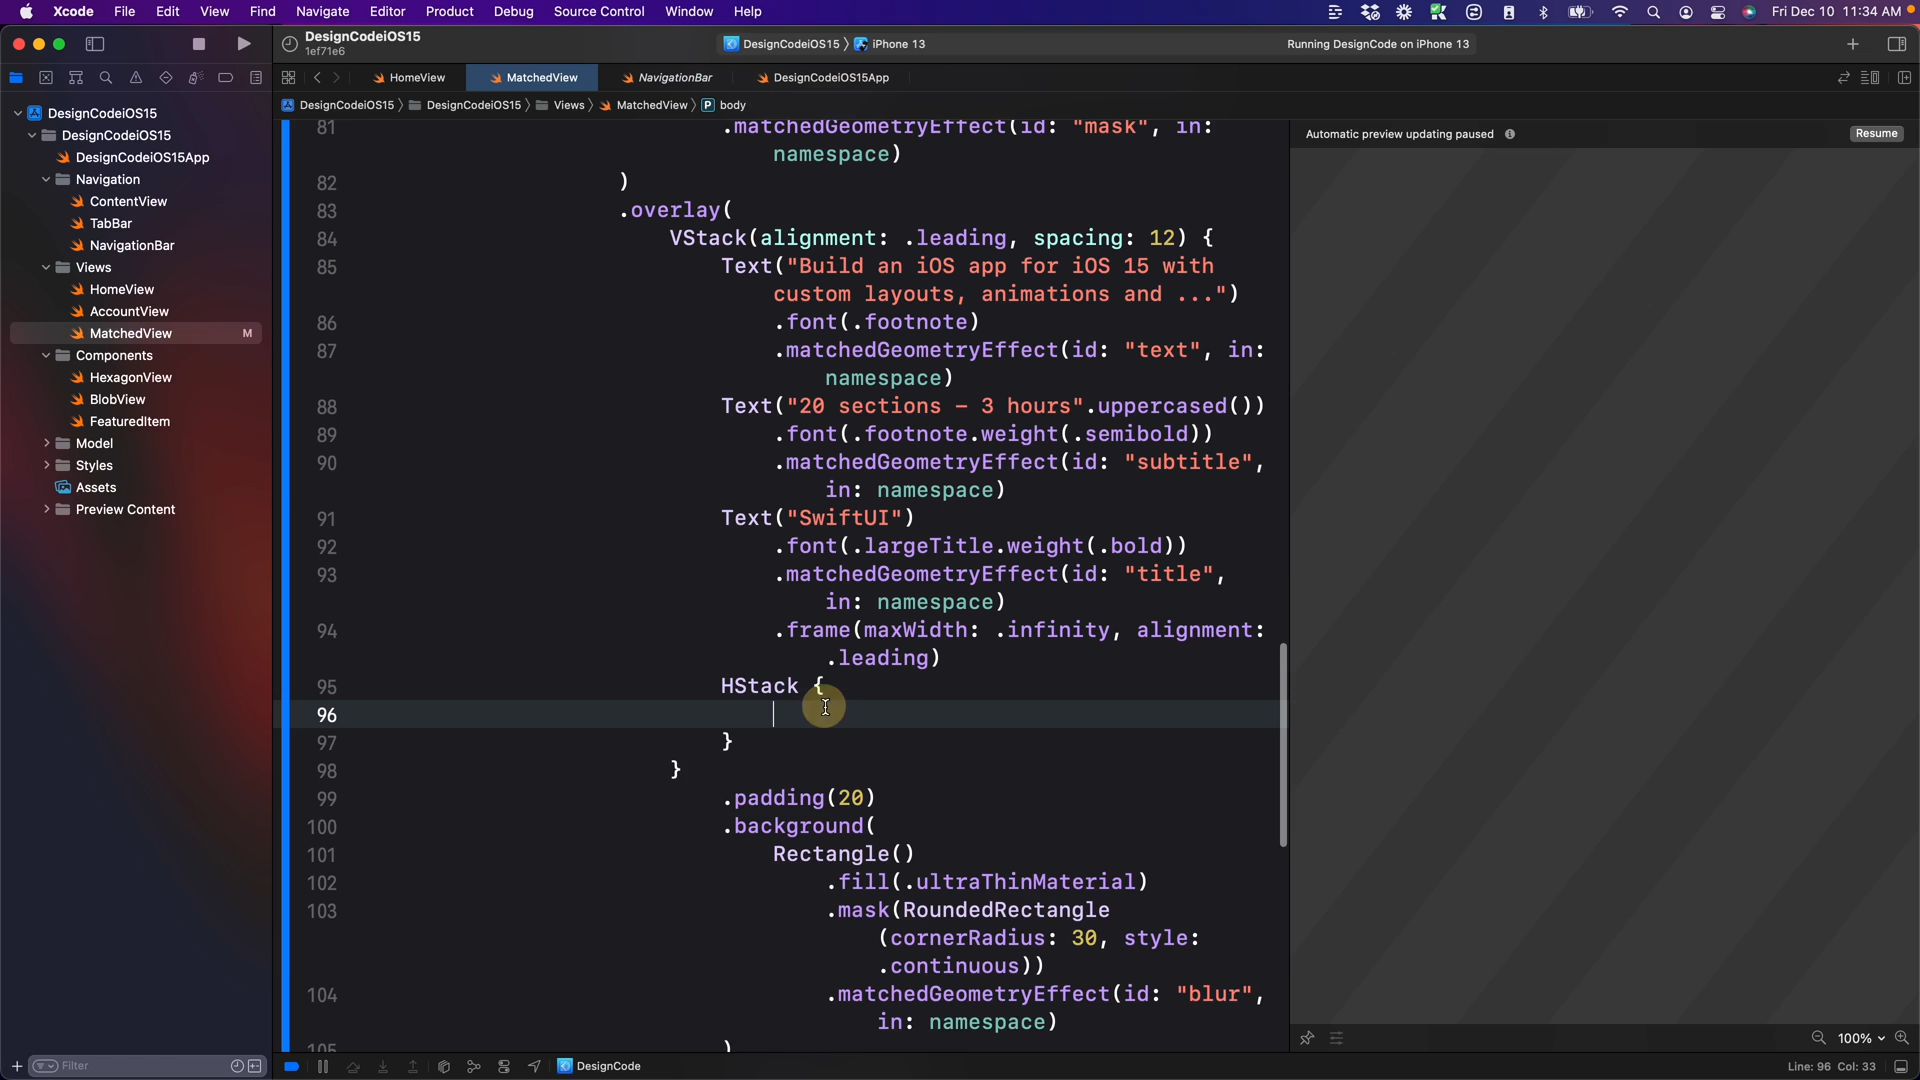 Xcode File Edit View Find Navigate Editor Product Debug Source Control Window Help Fri Dec 10 11:34 AM
DesignCodeiOS15
1ef71e6
DesignCodeiOS15 〉 iPhone 13
Running DesignCode on iPhone 13
HomeView MatchedView NavigationBar DesignCodeiOS15App
DesignCodeiOS15 〉 DesignCodeiOS15 〉 Views 〉 MatchedView 〉 P body
DesignCodeiOS15
DesignCodeiOS15
DesignCodeiOS15App
Navigation
ContentView
TabBar
NavigationBar
Views
HomeView
AccountView
MatchedView M
Components
HexagonView
BlobView
FeaturedItem
Model
Styles
Assets
Preview Content
Filter
81 .matchedGeometryEffect(id: "mask", in:
namespace)
82 )
83 .overlay(
84 VStack(alignment: .leading, spacing: 12) {
85 Text("Build an iOS app for iOS 15 with
custom layouts, animations and ...")
86 .font(.footnote)
87 .matchedGeometryEffect(id: "text", in:
namespace)
88 Text("20 sections – 3 hours".uppercased())
89 .font(.footnote.weight(.semibold))
90 .matchedGeometryEffect(id: "subtitle",
in: namespace)
91 Text("SwiftUI")
92 .font(.largeTitle.weight(.bold))
93 .matchedGeometryEffect(id: "title",
in: namespace)
94 .frame(maxWidth: .infinity, alignment:
.leading)
95 HStack {
96
97 }
98 }
99 .padding(20)
100 .background(
101 Rectangle()
102 .fill(.ultraThinMaterial)
103 .mask(RoundedRectangle
(cornerRadius: 30, style:
.continuous))
104 .matchedGeometryEffect(id: "blur",
in: namespace)
105 )
Automatic preview updating paused
Resume
100%
DesignCode
Line: 96 Col: 33